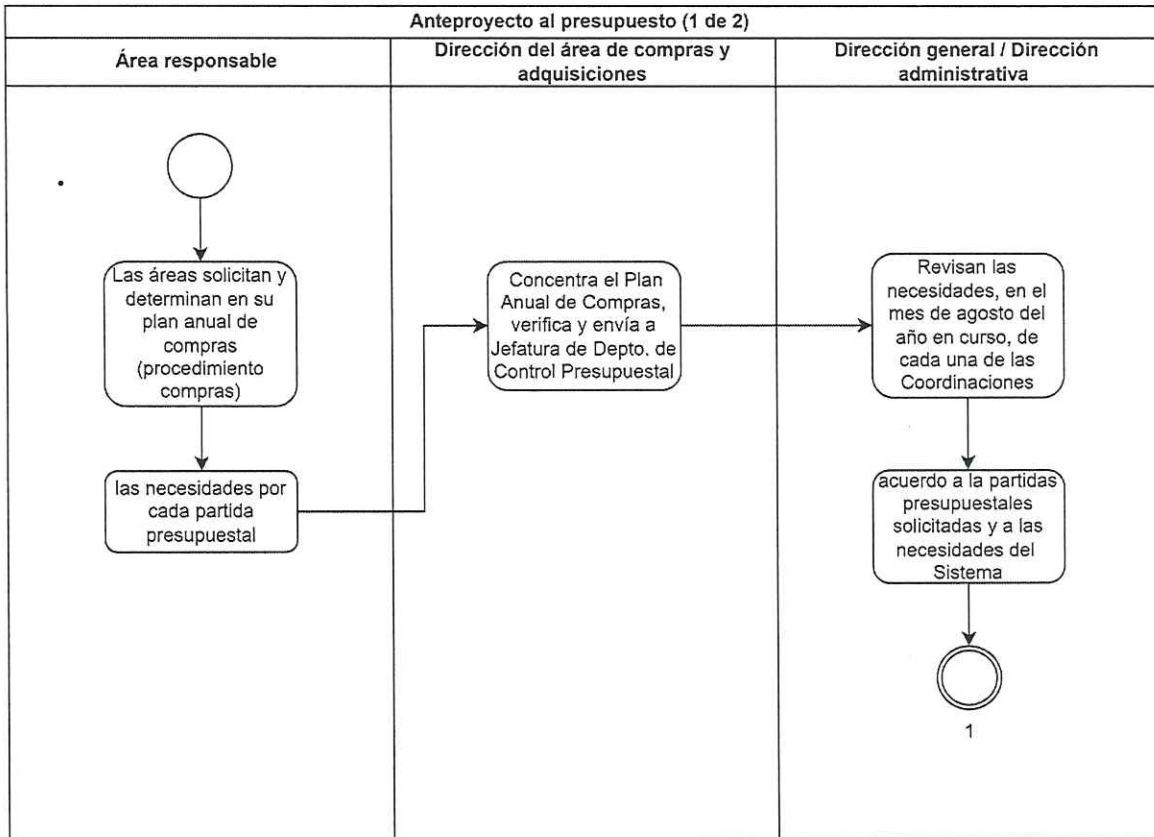 Anteproyecto al presupuesto (1 de 2)
Área responsable
Dirección del área de compras y
adquisiciones
Dirección general / Dirección
administrativa
Las áreas solicitan y
determinan en su
plan anual de
compras
(procedimiento
compras)
las necesidades por
cada partida
presupuestal
Concentra el Plan
Anual de Compras,
verifica y envía a
Jefatura de Depto. de
Control Presupuestal
Revisan las
necesidades, en el
mes de agosto del
año en curso, de
cada una de las
Coordinaciones
acuerdo a la partidas
presupuestales
solicitadas y a las
necesidades del
Sistema
1